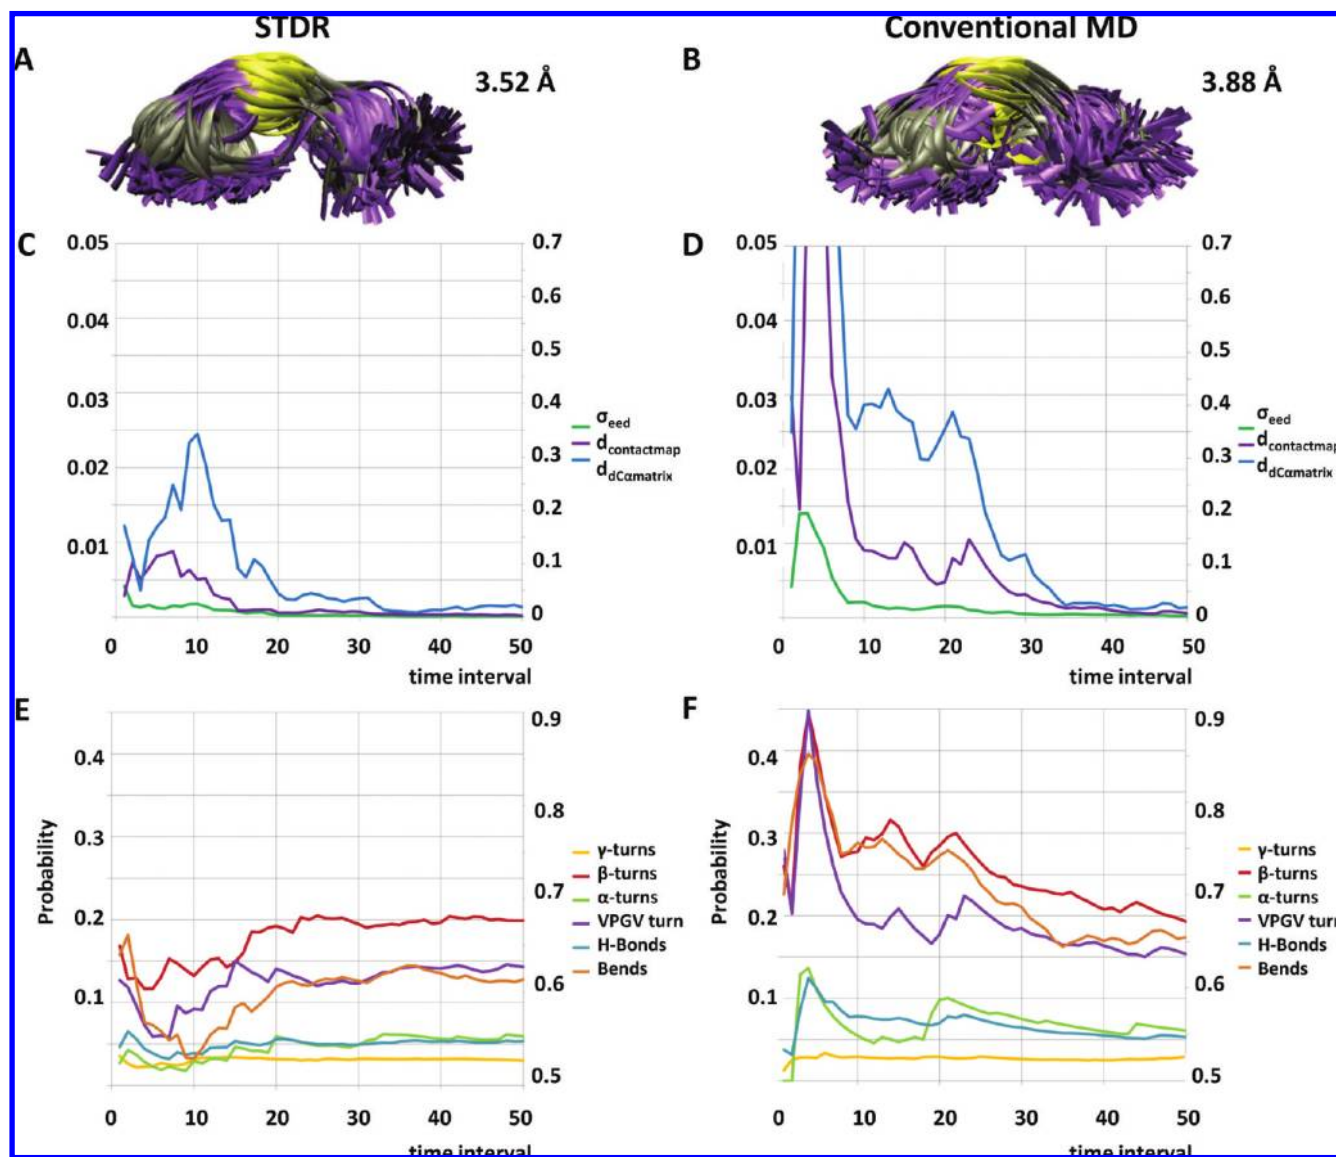 STDR
Conventional MD
A
3.52 Å
B
3.88 Å
C
0.05
0.04
0.03
0.02
0.01
0.7
0.6
0.5
0.4
0.3
0.2
0.1
0
σeed
dcontactmap
ddCαmatrix
0
10
20
30
40
50
time interval
D
0.05
0.04
0.03
0.02
0.01
0.7
0.6
0.5
0.4
0.3
0.2
0.1
0
σeed
dcontactmap
ddCαmatrix
0
10
20
30
40
50
time interval
E
Probability
0.4
0.3
0.2
0.1
0.9
0.8
0.7
0.6
0.5
γ-turns
β-turns
α-turns
VPGV turn
H-Bonds
Bends
0
10
20
30
40
50
time interval
F
Probability
0.4
0.3
0.2
0.1
0.9
0.8
0.7
0.6
0.5
γ-turns
β-turns
α-turns
VPGV turn
H-Bonds
Bends
0
10
20
30
40
50
time interval